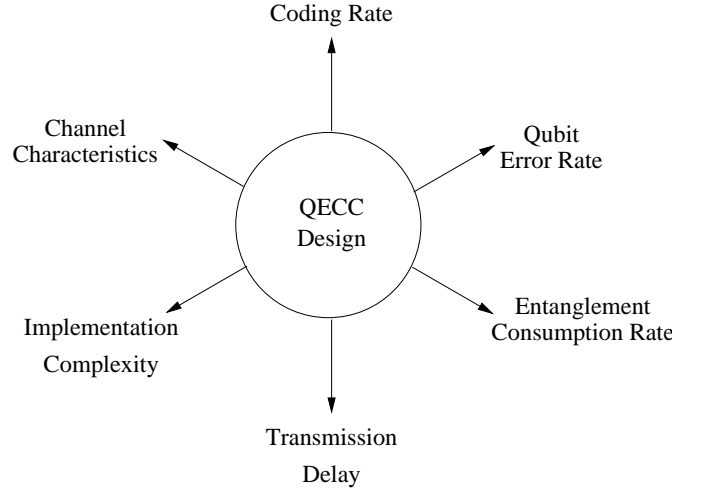 Coding Rate
Channel
Characteristics
Qubit
Error Rate
QECC
Design
Implementation
Complexity
Entanglement
Consumption Rate
Transmission
Delay